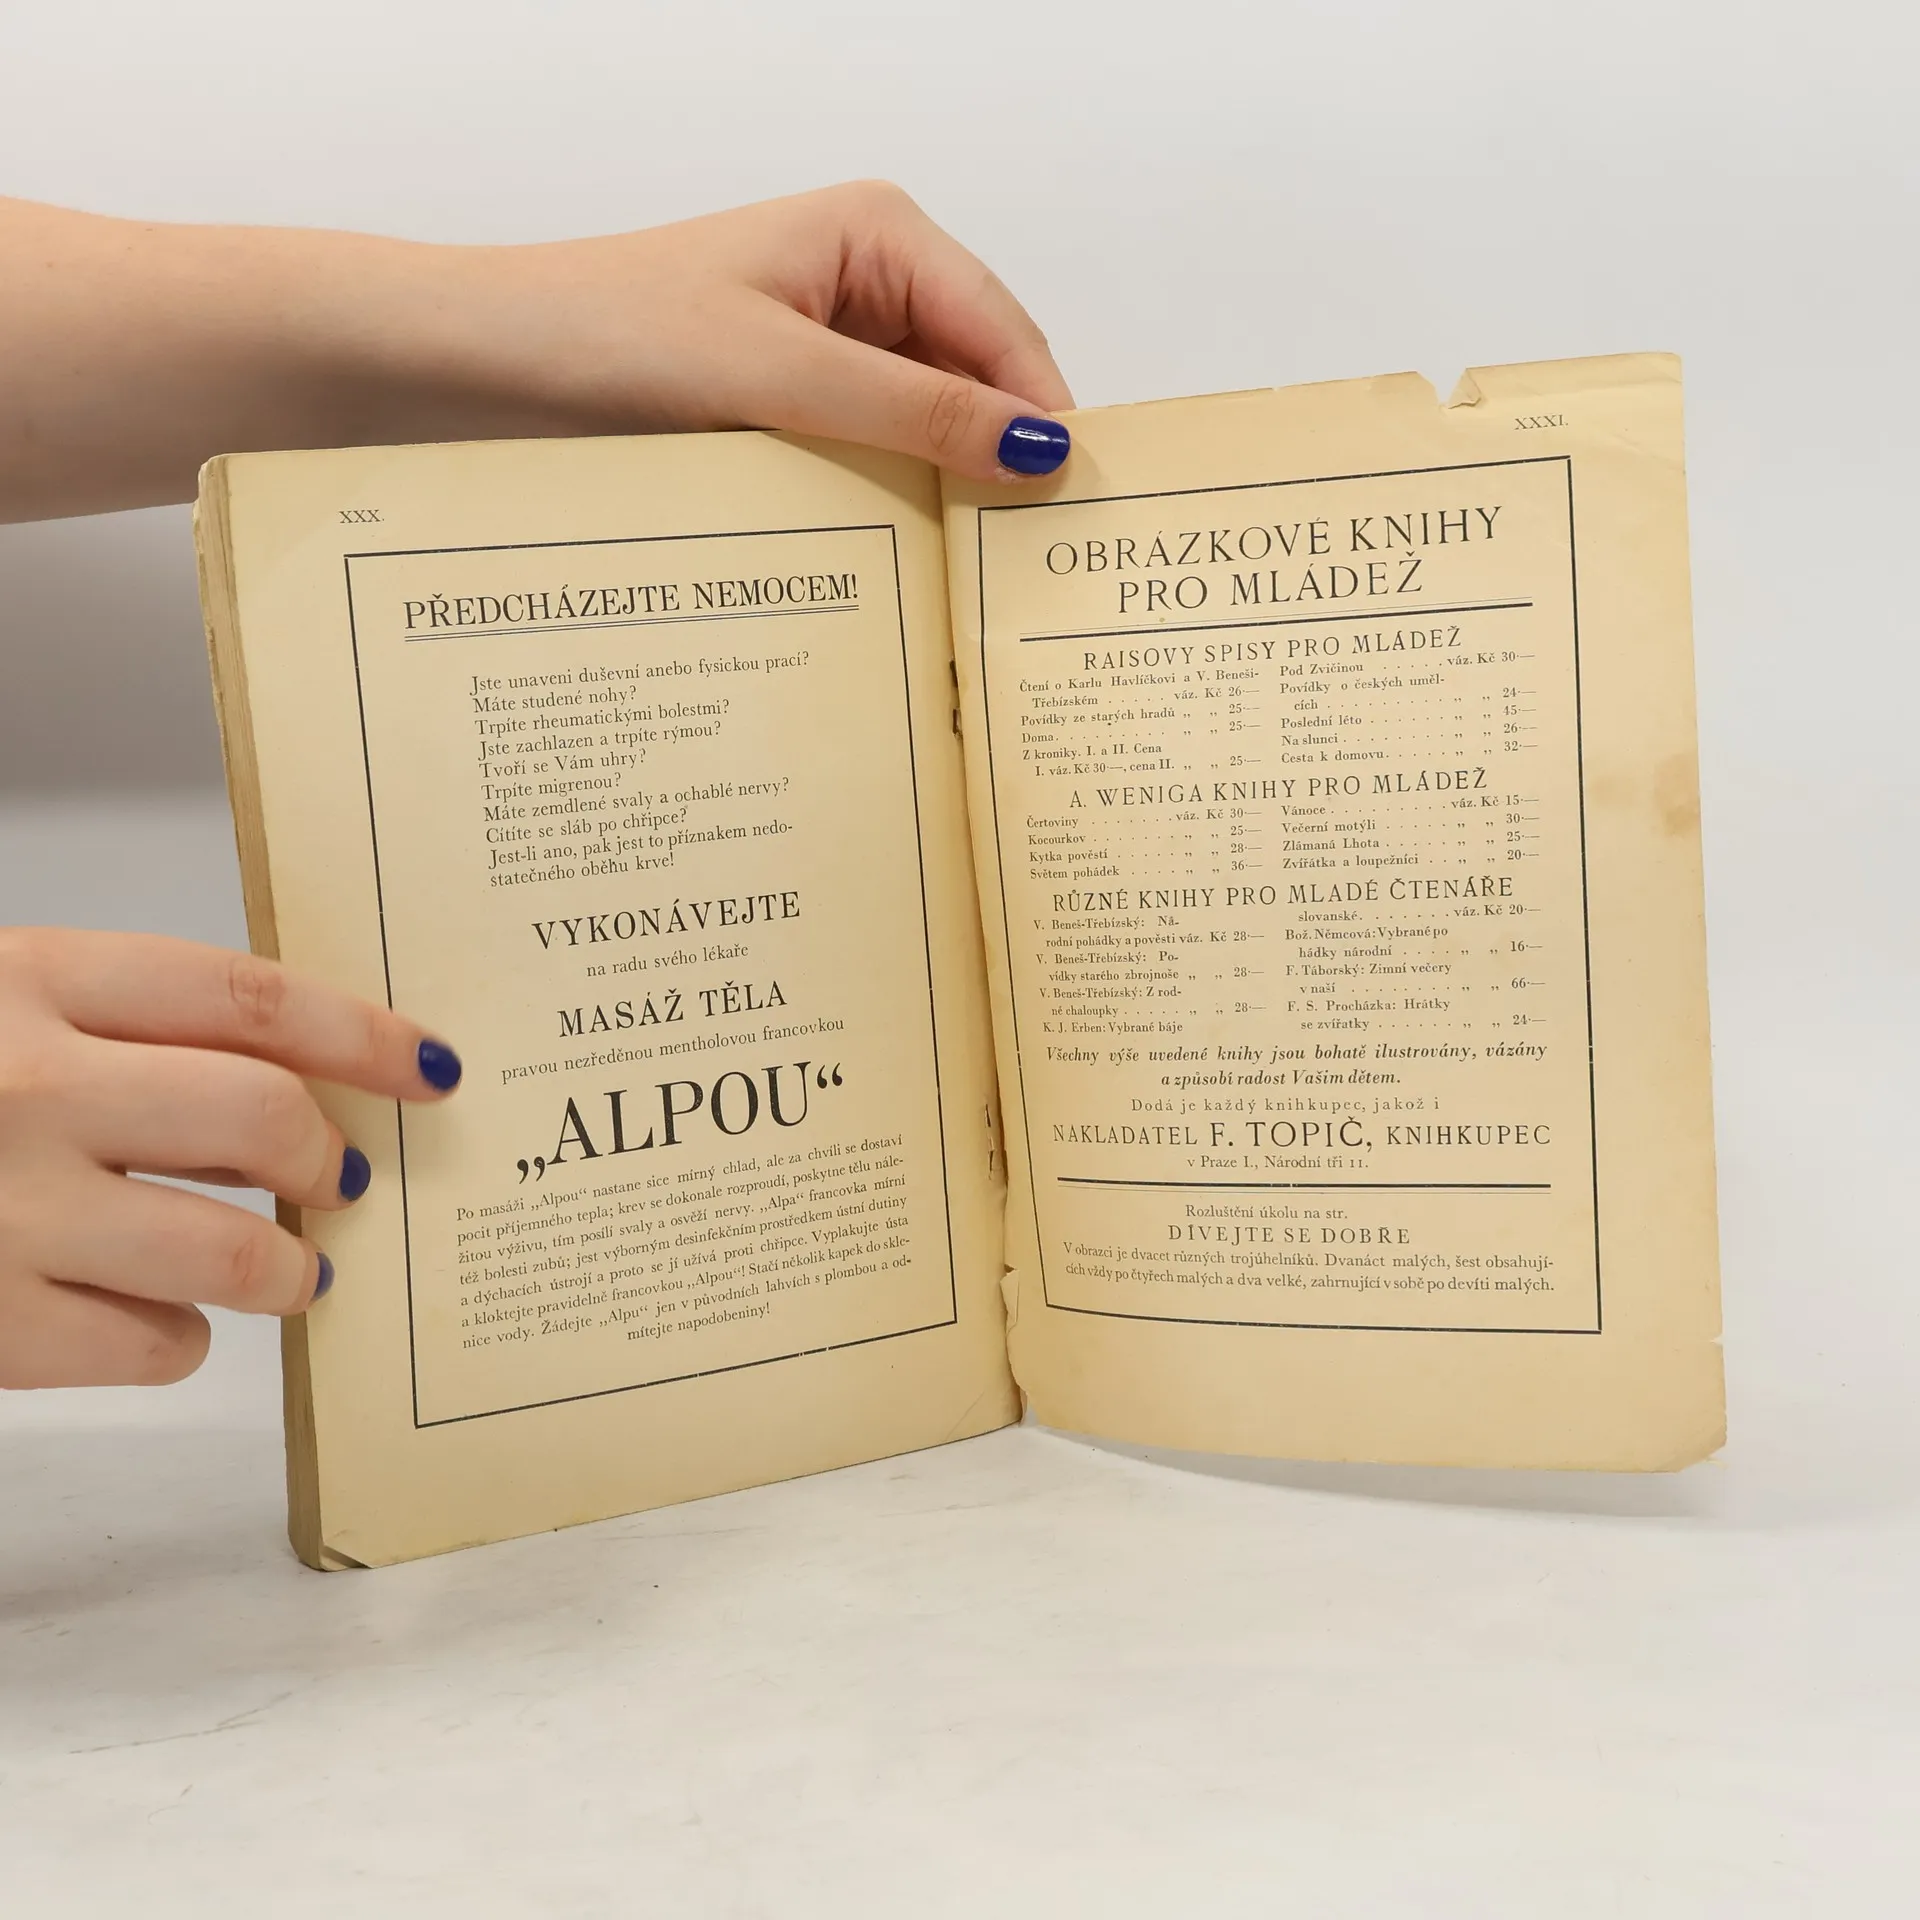 XXX.
PŘEDCHÁZEJTE NEMOCEM!
Jste unaveni duševní anebo fysickou prací?
Máte studené nohy?
Trpíte rheumatickými bolestmi?
Jste zachlazen a trpíte rýmou?
Tvoří se Vám uhry?
Trpíte migrenou?
Máte zemdlené svaly a ochablé nervy?
Cítíte se sláb po chřipce?
Jest-li ano, pak jest to příznakem nedo-
statečného oběhu krve!
VYKONÁVEJTE
na radu svého lékaře
MASÁŽ TĚLA
pravou nezředěnou mentholovou francovkou
„ALPOU“
Po masáži „Alpou“ nastane sice mírný chlad, ale za chvíli se dostaví
pocit příjemného tepla; krev se dokonale rozproudí, poskytne tělu nále-
žitou výživu, tím posílí svaly a osvěží nervy. „Alpa“ francovka mírní
též bolesti zubů; jest výborným desinfekčním prostředkem ústní dutiny
a dýchacích ústrojí a proto se jí užívá proti chřipce. Vyplakujte ústa
a kloktejte pravidelně francovkou „Alpou“! Stačí několik kapek do skle-
nice vody. Žádejte „Alpu“ jen v původních lahvích s plombou a od-
mítejte napodobeniny!
XXXI.
OBRÁZKOVÉ KNIHY
PRO MLÁDEŽ
RAISOVY SPISY PRO MLÁDEŽ
Čtení o Karlu Havlíčkovi a V. Beneši-
Třebízském . . . . . váz. Kč 26·—
Povídky ze starých hradů „ „ 25·—
Doma. . . . . . . . . . „ „ 25·—
Z kroniky. I. a II. Cena
I. váz. Kč 30·—, cena II. „ „ 25·—
Pod Zvičinou . . . . . váz. Kč 30·—
Povídky o českých uměl-
cích . . . . . . . . . . „ „ 24·—
Poslední léto . . . . . . . „ „ 45·—
Na slunci . . . . . . . . . „ „ 26·—
Cesta k domovu. . . . . . „ „ 32·—
A. WENIGA KNIHY PRO MLÁDEŽ
Čertoviny . . . . . . . váz. Kč 30·—
Kocourkov . . . . . . . . „ „ 25·—
Kytka pověstí . . . . . . „ „ 28·—
Světem pohádek . . . . „ „ 36·—
Vánoce . . . . . . . . . váz. Kč 15·—
Večerní motýli . . . . . . „ „ 30·—
Zlámaná Lhota . . . . . . „ „ 25·—
Zvířátka a loupežníci . . „ „ 20·—
RŮZNÉ KNIHY PRO MLADÉ ČTENÁŘE
V. Beneš-Třebízský: Ná-
rodní pohádky a pověsti váz. Kč 28·—
V. Beneš-Třebízský: Po-
vídky starého zbrojnoše „ „ 28·—
V. Beneš-Třebízský: Z rod-
né chaloupky . . . . . „ „ 28·—
K. J. Erben: Vybrané báje
slovanské. . . . . . . váz. Kč 20·—
Bož. Němcová: Vybrané po
hádky národní . . . . „ „ 16·—
F. Táborský: Zimní večery
v naší . . . . . . . . „ „ 66·—
F. S. Procházka: Hrátky
se zvířatky . . . . . . „ „ 24·—
Všechny výše uvedené knihy jsou bohatě ilustrovány, vázány
a způsobí radost Vašim dětem.
Dodá je každý knihkupec, jakož i
NAKLADATEL F. TOPIČ, KNIHKUPEC
v Praze I., Národní tři 11.
Rozluštění úkolu na str.
DÍVEJTE SE DOBŘE
V obrazci je dvacet různých trojúhelníků. Dvanáct malých, šest obsahují-
cích vždy po čtyřech malých a dva velké, zahrnující v sobě po devíti malých.